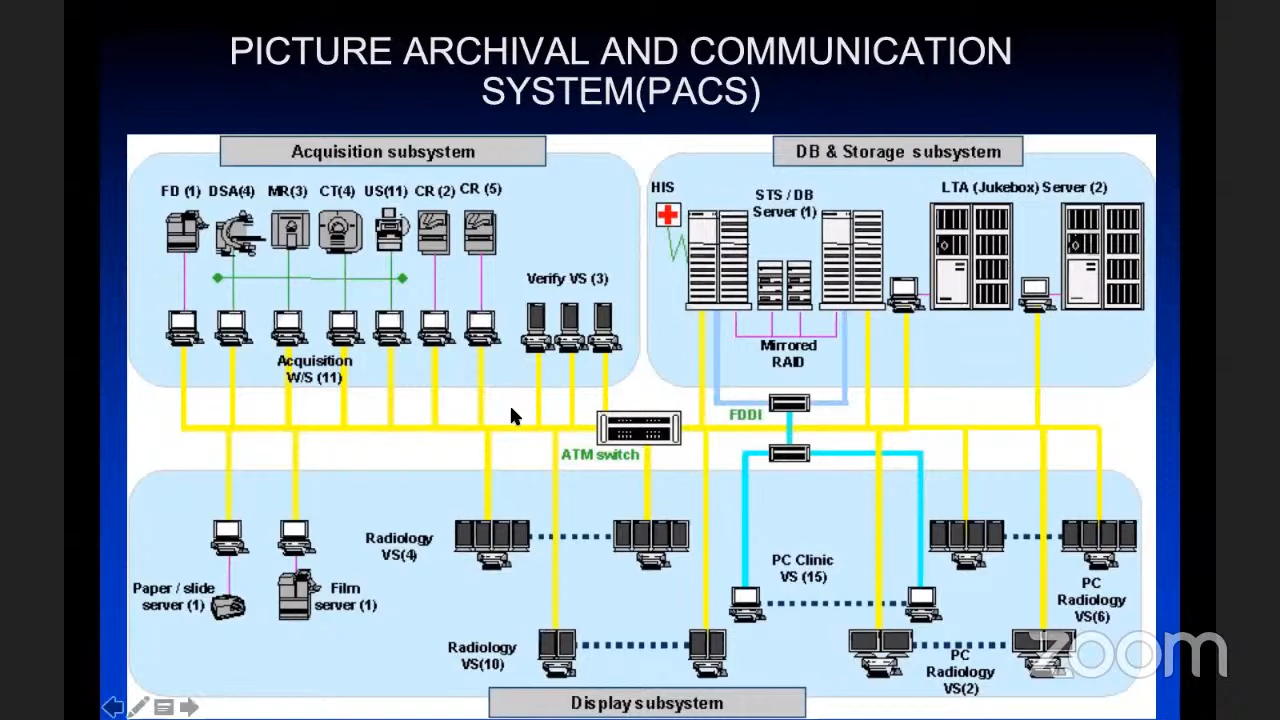 PICTURE ARCHIVAL AND COMMUNICATION
SYSTEM(PACS)
Acquisition subsystem
DB & Storage subsystem
FD (1) DSA(4) MR(3) CT(4) US(11) CR (2) CR (5)
HIS
STS / DB
Server (1)
LTA (Jukebox) Server (2)
Verify VS (3)
Mirrored
RAID
Acquisition
W/S (11)
FDDI
ATM switch
Radiology
VS(4)
PC Clinic
VS (15)
Paper / slide
server (1)
Film
server (1)
PC
Radiology
VS(6)
Radiology
VS(10)
PC
Radiology
VS(2)
zoom
Display subsystem